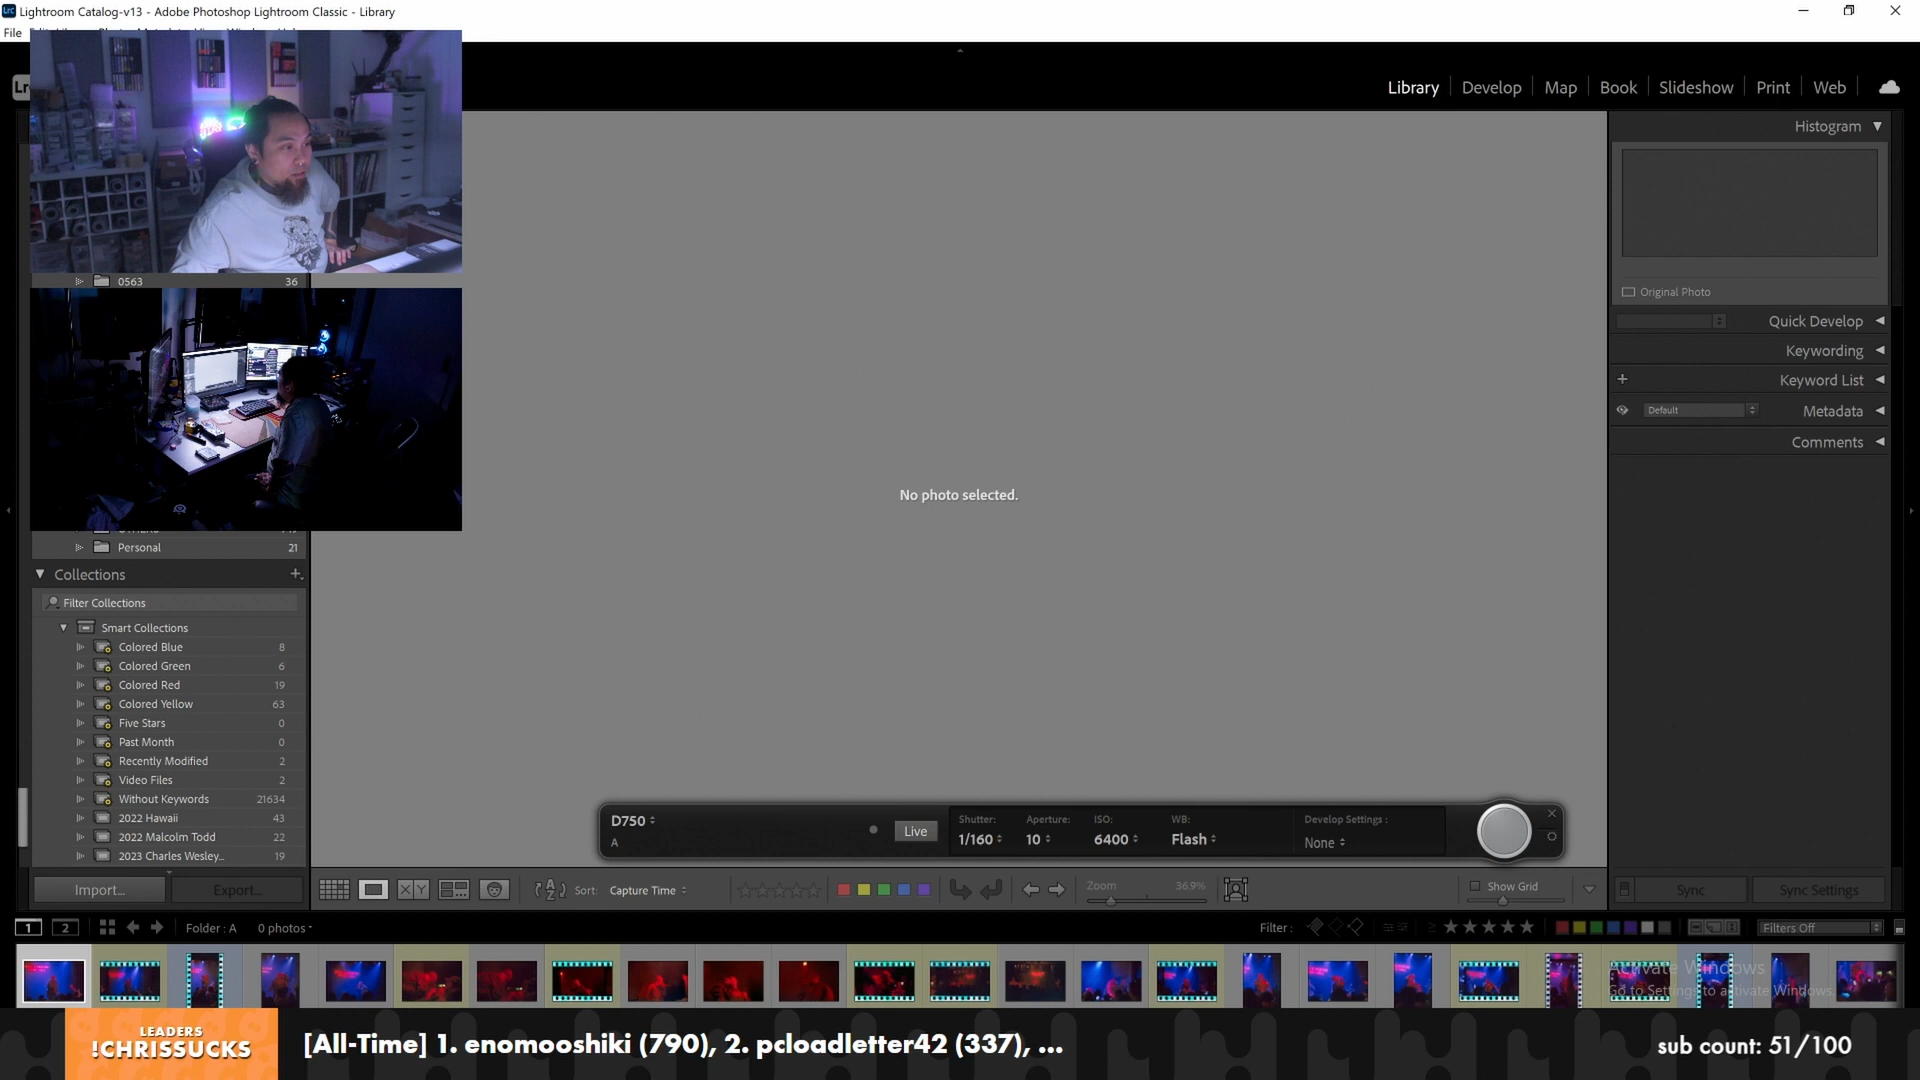 Lightroom Catalog-v13 - Adobe Photoshop Lightroom Classic - Library
File
Library
Develop
Map
Book
Slideshow
Print
Web
Histogram
Original Photo
Quick Develop
Keywording
Keyword List
Default
Metadata
Comments
0563 36
Personal 21
Collections
Filter Collections
Smart Collections
Colored Blue 8
Colored Green 6
Colored Red 19
Colored Yellow 63
Five Stars 0
Past Month 0
Recently Modified 2
Video Files 2
Without Keywords 21634
2022 Hawaii 43
2022 Malcolm Todd 22
2023 Charles Wesley... 19
No photo selected.
D750
A
Live
Shutter: Aperture: ISO: WB: Develop Settings :
1/160 10 6400 Flash None
Import... Export...
XY
Sort: Capture Time
Zoom 36.9%
Show Grid
Sync Sync Settings
1 2 Folder : A 0 photos
Filter : Filters Off
Activate Windows
Go to Settings to activate Windows.
LEADERS
!CHRISSUCKS
[All-Time] 1. enomooshiki (790), 2. pcloadletter42 (337), ...
sub count: 51/100